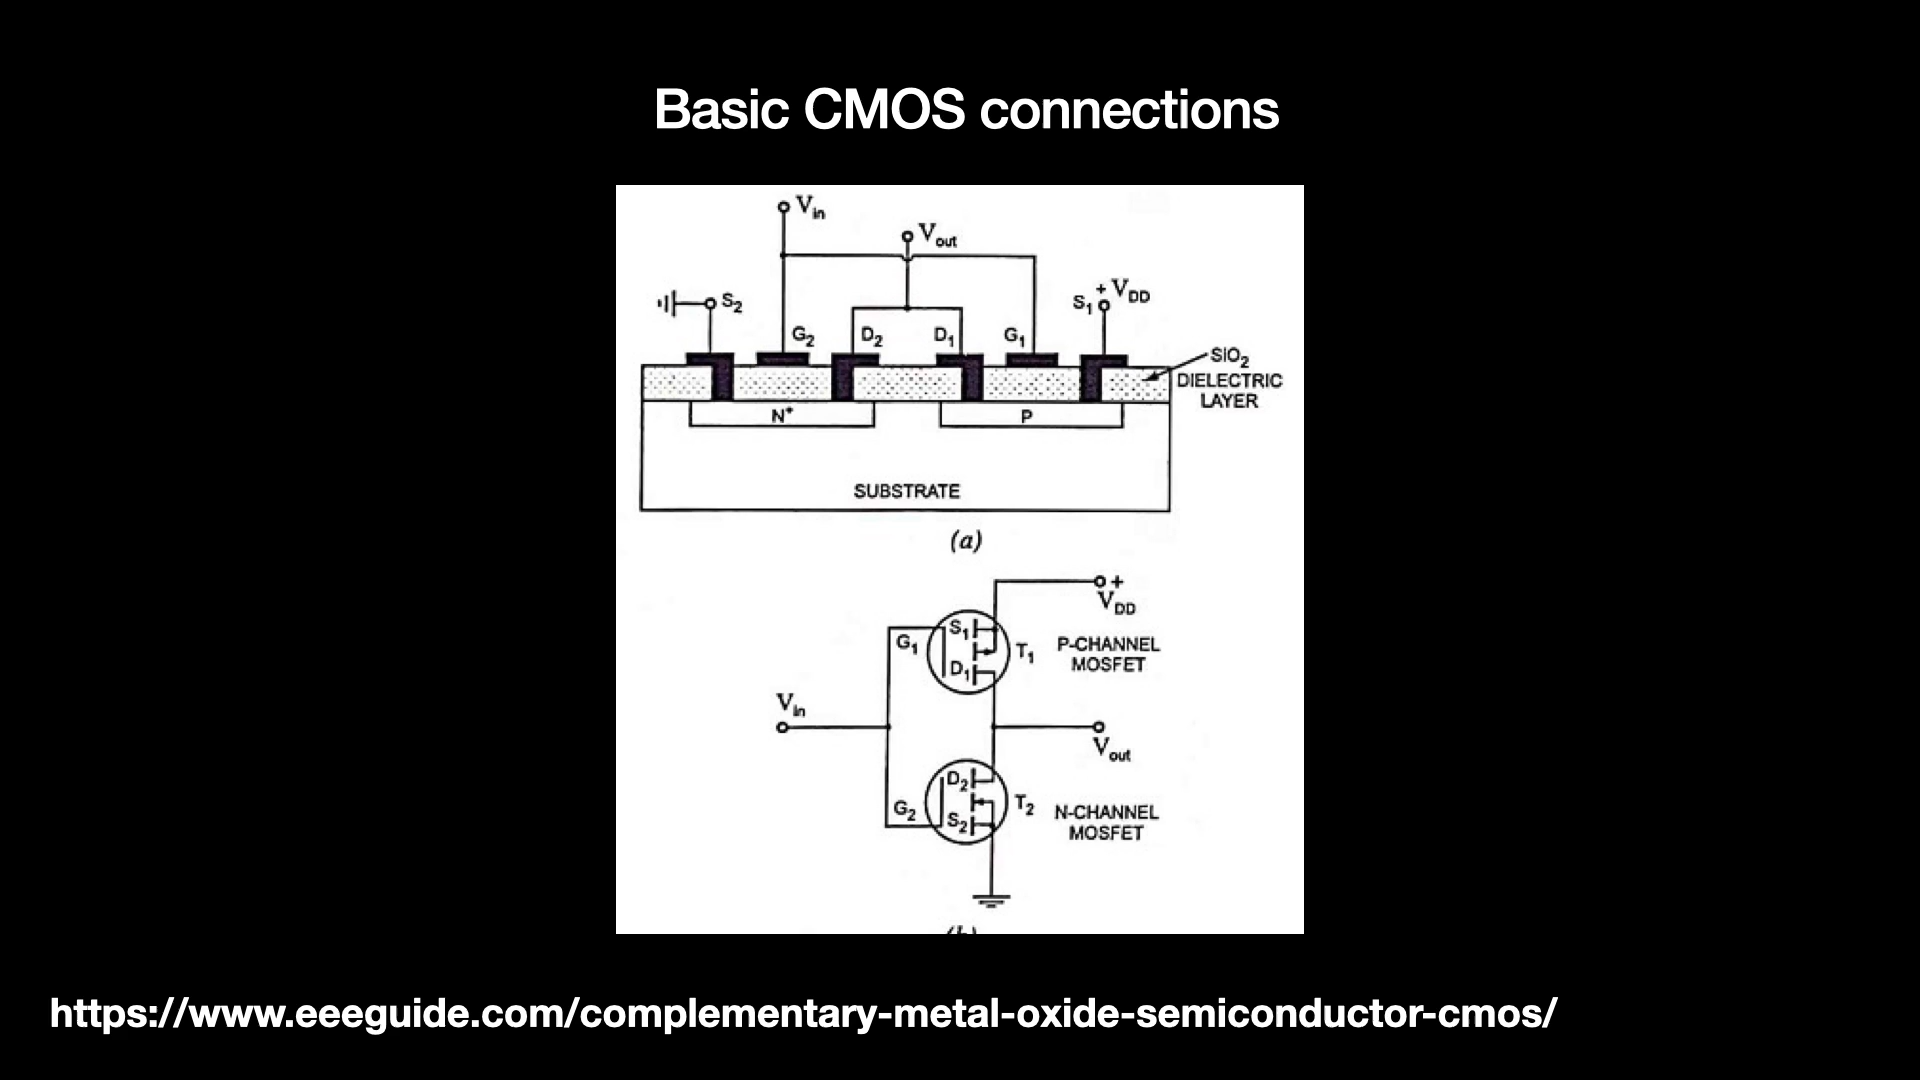 Basic CMOS connections
Vin
Vout
S2
+ VDD
S1
G2
D2
D1
G1
SIO2
DIELECTRIC
LAYER
N+
P
SUBSTRATE
(a)
+
VDD
S1
G1
T1
P-CHANNEL
MOSFET
D1
Vin
Vout
D2
G2
T2
N-CHANNEL
MOSFET
S2
https://www.eeeguide.com/complementary-metal-oxide-semiconductor-cmos/